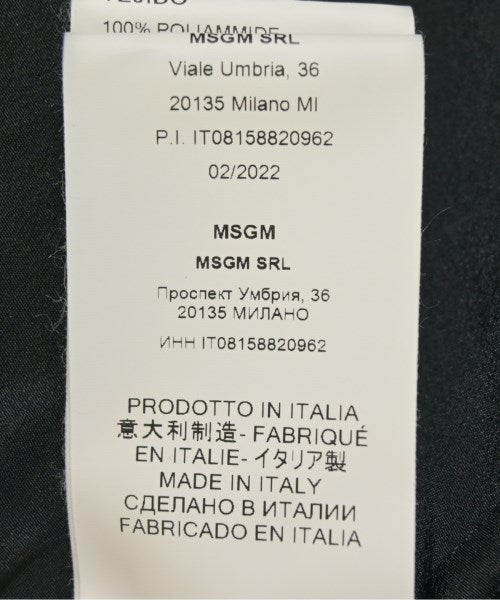 TEJIDO
100% POLIAMMIDE
MSGM SRL
Viale Umbria, 36
20135 Milano MI
P.I. IT08158820962
02/2022
MSGM
MSGM SRL
Проспект Умбрия, 36
20135 МИЛАНО
ИНН IT08158820962
PRODOTTO IN ITALIA
意大利制造- FABRIQUÉ
EN ITALIE- イタリア製
MADE IN ITALY
СДЕЛАНО В ИТАЛИИ
FABRICADO EN ITALIA